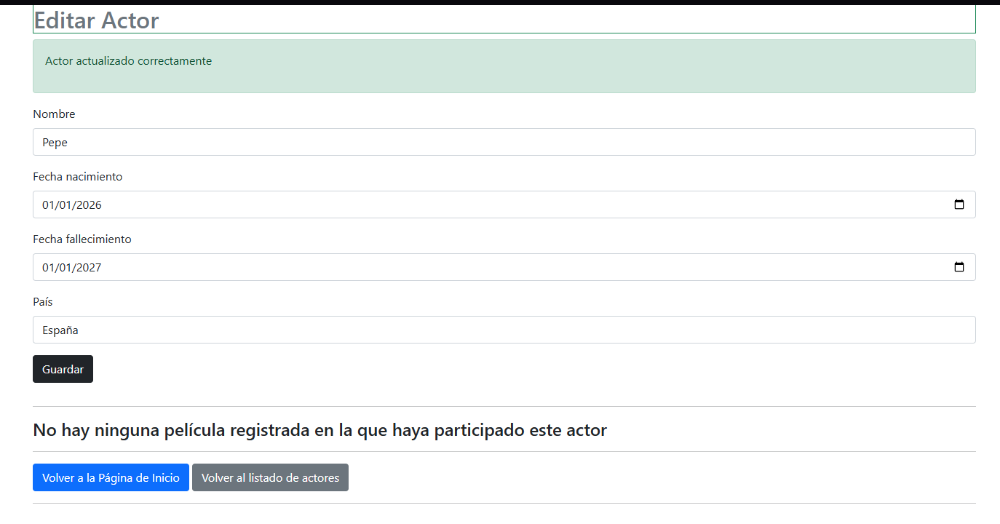 Editar Actor
Actor actualizado correctamente
Nombre
Pepe
Fecha nacimiento
01/01/2026
Fecha fallecimiento
01/01/2027
País
España
Guardar
No hay ninguna película registrada en la que haya participado este actor
Volver a la Página de Inicio Volver al listado de actores